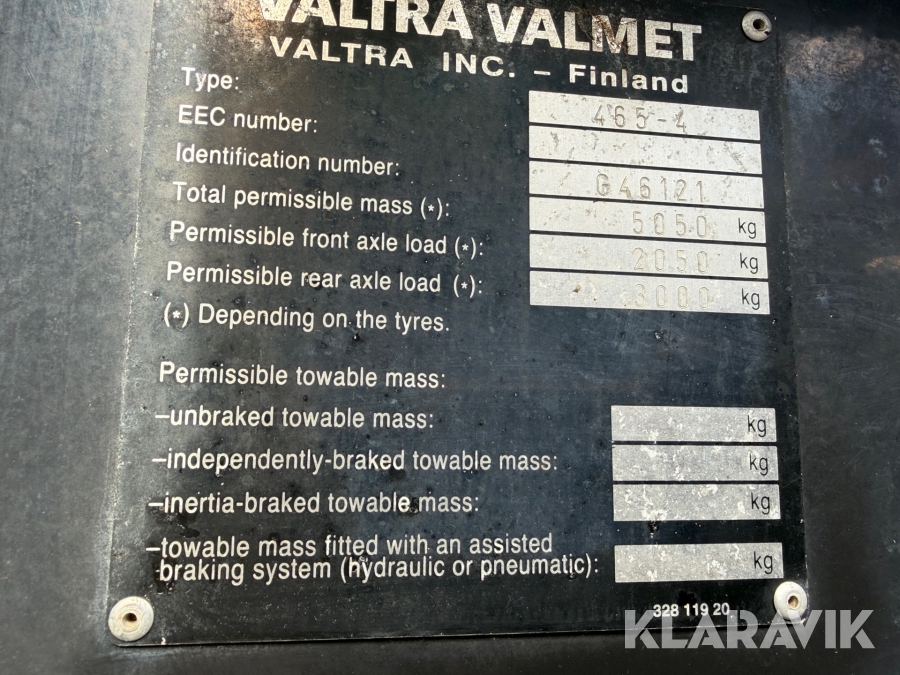 VALTRA VALMET
VALTRA INC. – Finland
Type: 465-4
EEC number:
Identification number: G46121
Total permissible mass (*): 5050 kg
Permissible front axle load (*): 2050 kg
Permissible rear axle load (*): 3000 kg
(*) Depending on the tyres.
Permissible towable mass:
–unbraked towable mass: kg
–independently-braked towable mass: kg
–inertia-braked towable mass: kg
–towable mass fitted with an assisted
braking system (hydraulic or pneumatic): kg
328 119 20
KLARAVIK